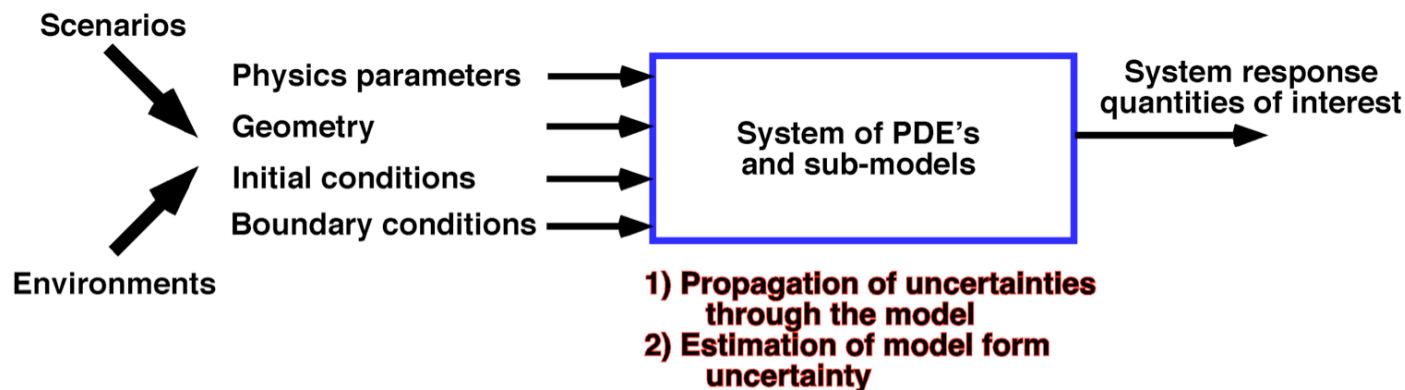 Scenarios
Physics parameters
Geometry
Initial conditions
Boundary conditions
Environments
System of PDE's
and sub-models
System response
quantities of interest
1) Propagation of uncertainties
through the model
2) Estimation of model form
uncertainty